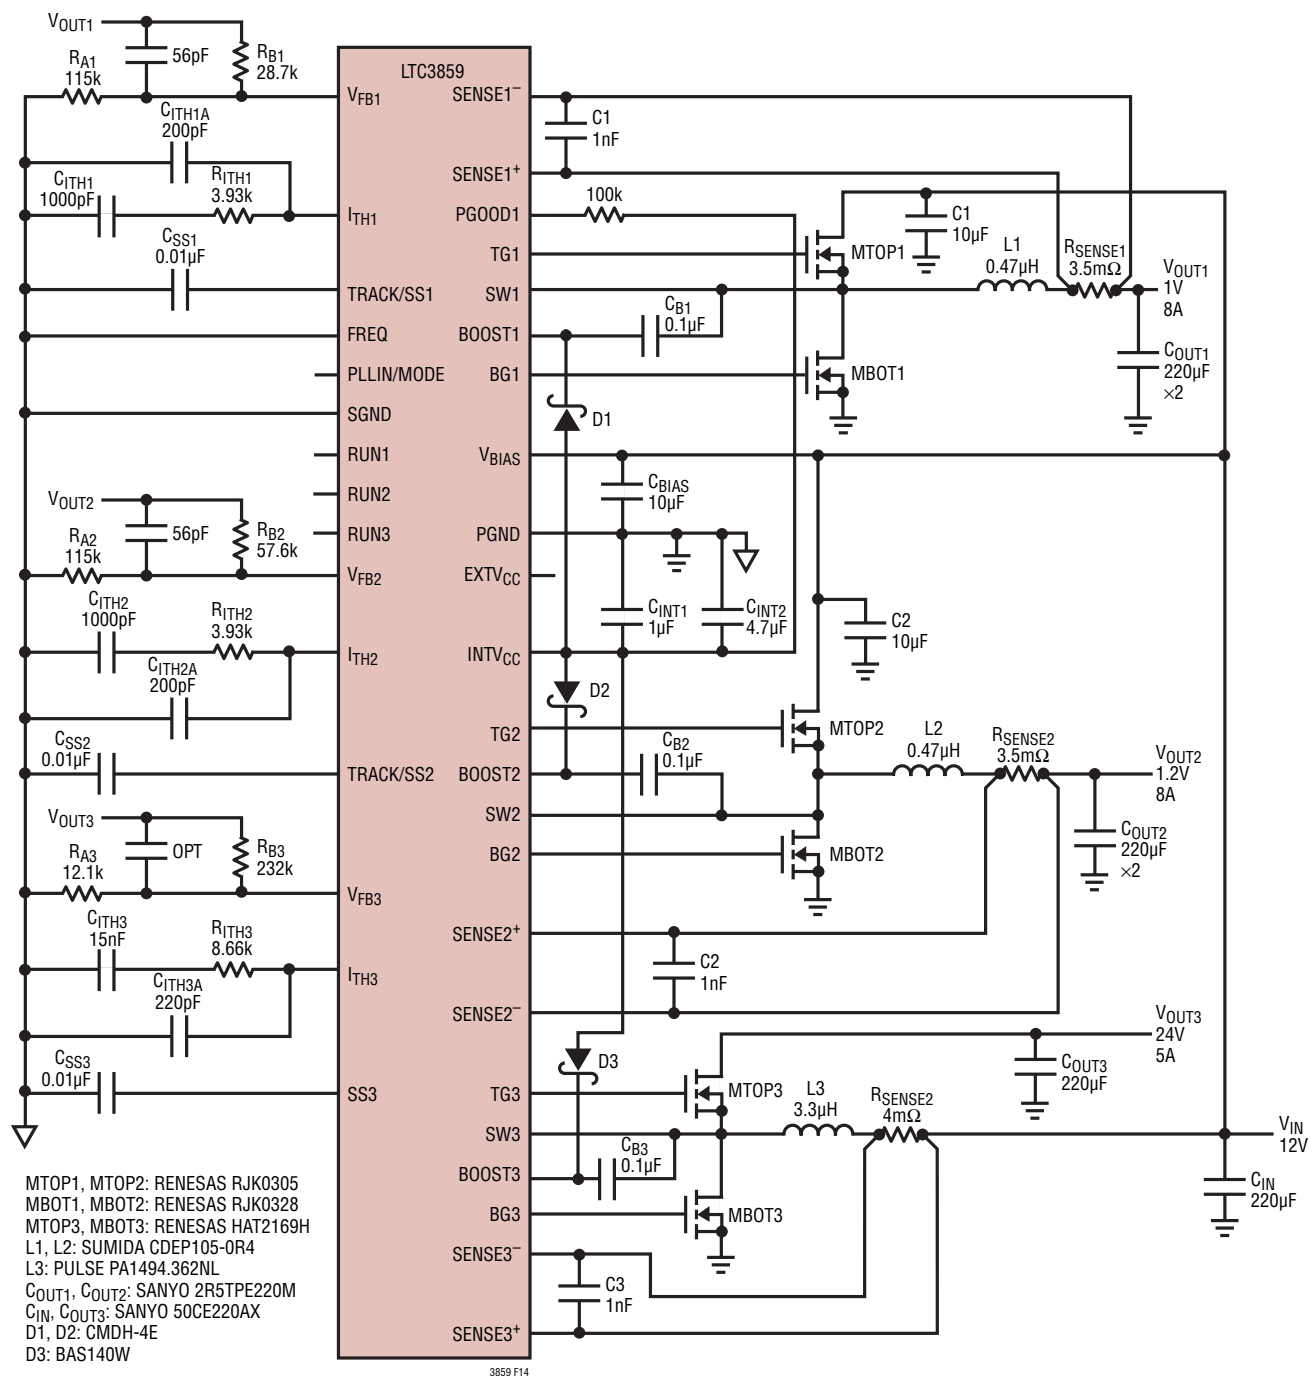 VOUT1
56pF
RB1
28.7k
RA1
115k
CITH1A
200pF
CITH1
1000pF
RITH1
3.93k
CSS1
0.01µF
VOUT2
56pF
RB2
57.6k
RA2
115k
CITH2
1000pF
RITH2
3.93k
CITH2A
200pF
CSS2
0.01µF
VOUT3
OPT
RB3
232k
RA3
12.1k
CITH3
15nF
RITH3
8.66k
CITH3A
220pF
CSS3
0.01µF
LTC3859
VFB1
ITH1
TRACK/SS1
FREQ
PLLIN/MODE
SGND
RUN1
RUN2
RUN3
VFB2
ITH2
TRACK/SS2
VFB3
ITH3
SS3
SENSE1–
SENSE1+
PGOOD1
TG1
SW1
BOOST1
BG1
VBIAS
PGND
EXTVCC
INTVCC
TG2
BOOST2
SW2
BG2
SENSE2+
SENSE2–
TG3
SW3
BOOST3
BG3
SENSE3–
SENSE3+
C1
1nF
100k
C1
10µF
MTOP1
L1
0.47µH
RSENSE1
3.5mΩ
VOUT1
1V
8A
CB1
0.1µF
MBOT1
COUT1
220µF
×2
D1
CBIAS
10µF
CINT1
1µF
CINT2
4.7µF
C2
10µF
D2
MTOP2
L2
0.47µH
RSENSE2
3.5mΩ
VOUT2
1.2V
8A
CB2
0.1µF
MBOT2
COUT2
220µF
×2
C2
1nF
VOUT3
24V
5A
D3
COUT3
220µF
MTOP3
L3
3.3µH
RSENSE2
4mΩ
VIN
12V
CB3
0.1µF
CIN
220µF
MBOT3
C3
1nF
MTOP1, MTOP2: RENESAS RJK0305
MBOT1, MBOT2: RENESAS RJK0328
MTOP3, MBOT3: RENESAS HAT2169H
L1, L2: SUMIDA CDEP105-0R4
L3: PULSE PA1494.362NL
COUT1, COUT2: SANYO 2R5TPE220M
CIN, COUT3: SANYO 50CE220AX
D1, D2: CMDH-4E
D3: BAS140W
3859 F14